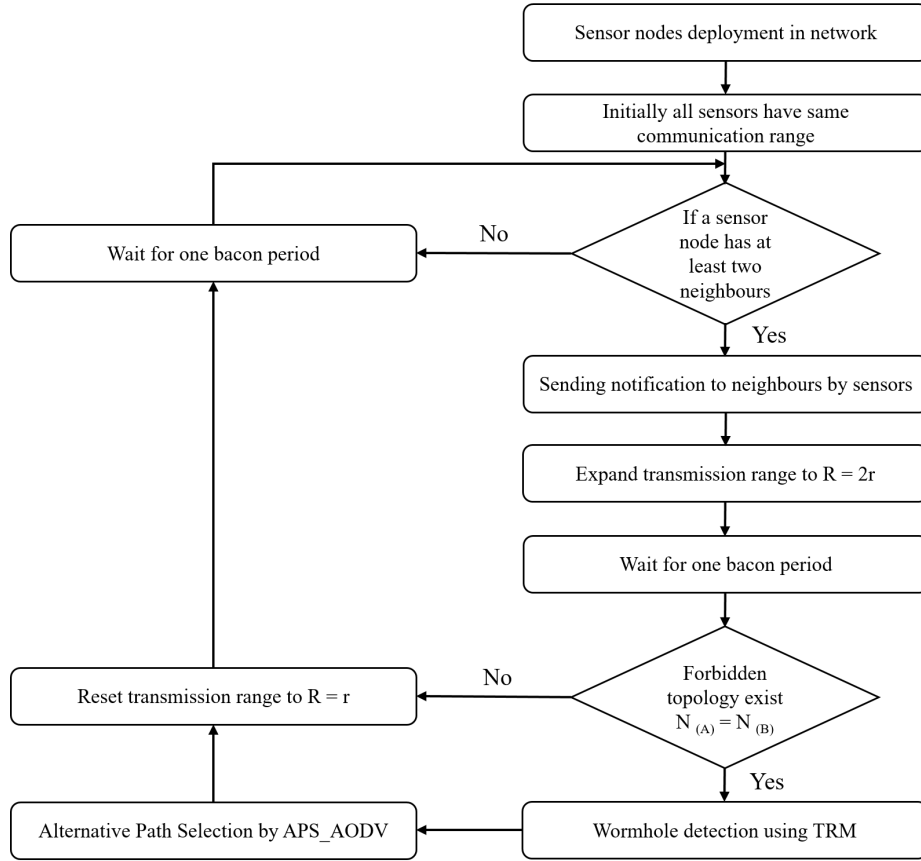 Sensor nodes deployment in network
Initially all sensors have same
communication range
If a sensor
node has at
least two
neighbours
No
Wait for one bacon period
Yes
Sending notification to neighbours by sensors
Expand transmission range to R = 2r
Wait for one bacon period
Forbidden
topology exist
N (A) = N (B)
No
Reset transmission range to R = r
Yes
Wormhole detection using TRM
Alternative Path Selection by APS_AODV